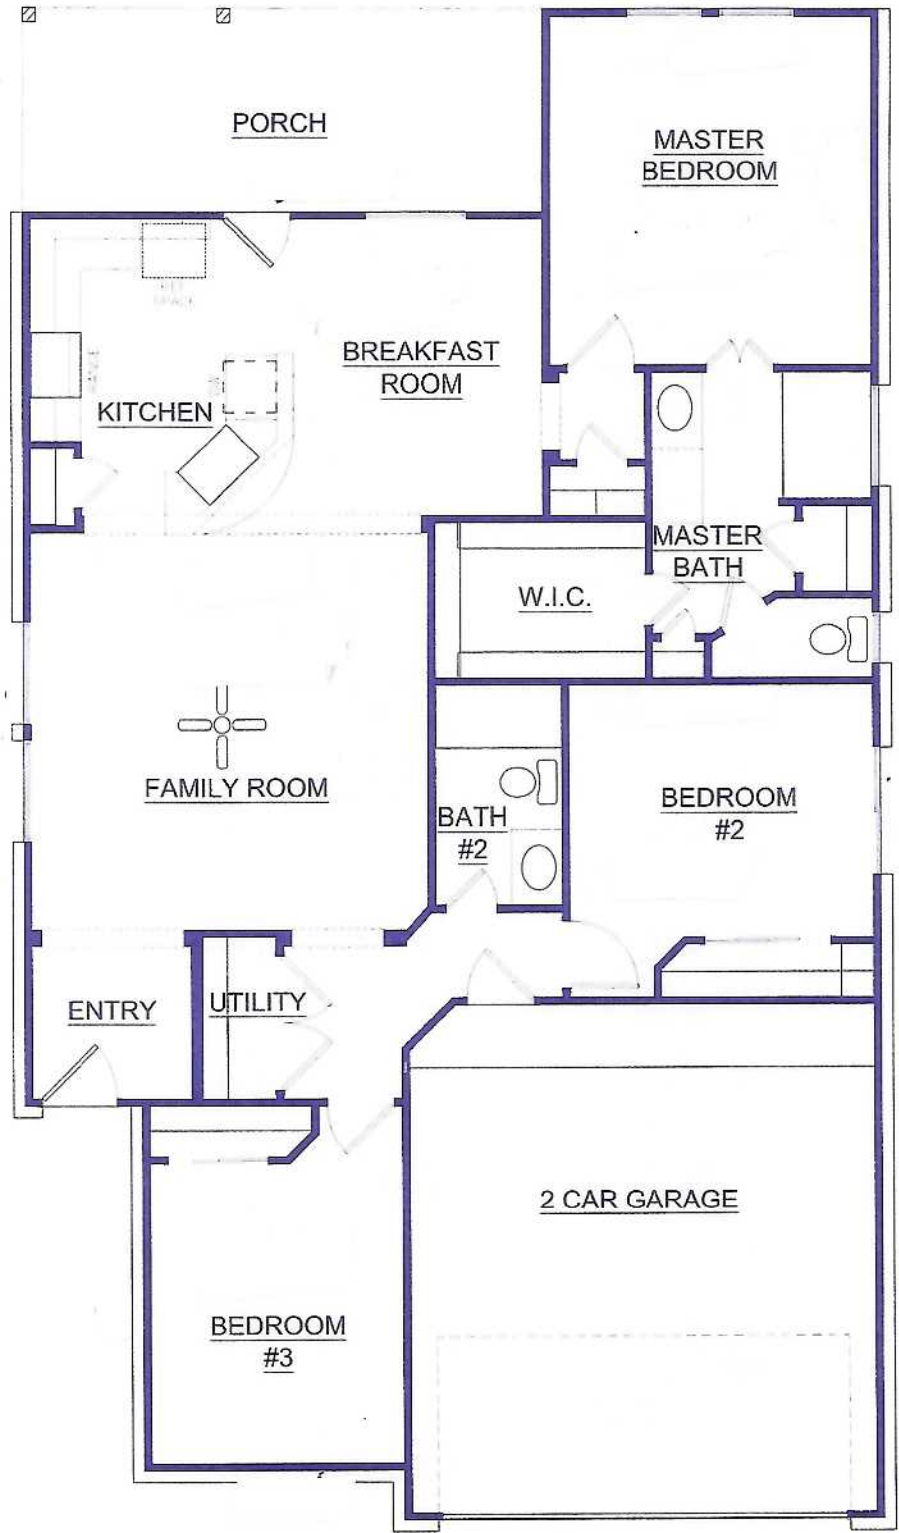 PORCH
MASTER
BEDROOM
BREAKFAST
ROOM
KITCHEN
MASTER
BATH
W.I.C.
FAMILY ROOM
BATH
#2
BEDROOM
#2
ENTRY
UTILITY
2 CAR GARAGE
BEDROOM
#3